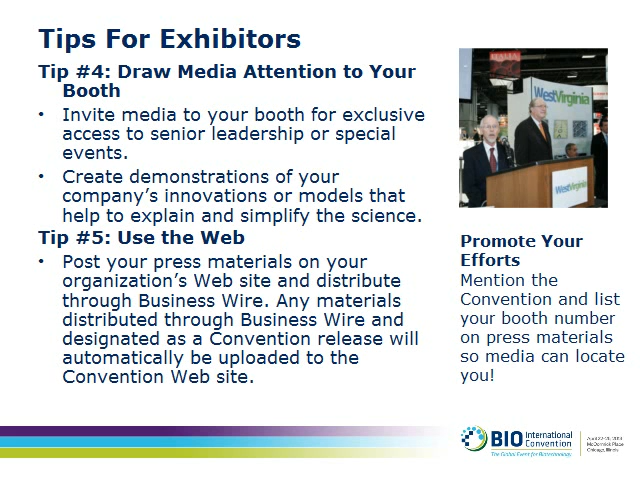 Tips For Exhibitors
Tip #4: Draw Media Attention to Your
Booth
• Invite media to your booth for exclusive
access to senior leadership or special
events.
• Create demonstrations of your
company's innovations or models that
help to explain and simplify the science.
Tip #5: Use the Web
• Post your press materials on your
organization's Web site and distribute
through Business Wire. Any materials
distributed through Business Wire and
designated as a Convention release will
automatically be uploaded to the
Convention Web site.
WestVirginia
WestVirginia
Promote Your
Efforts
Mention the
Convention and list
your booth number
on press materials
so media can locate
you!
BIO International
Convention
The Global Event for Biotechnology
McCormick Place
Chicago, Illinois